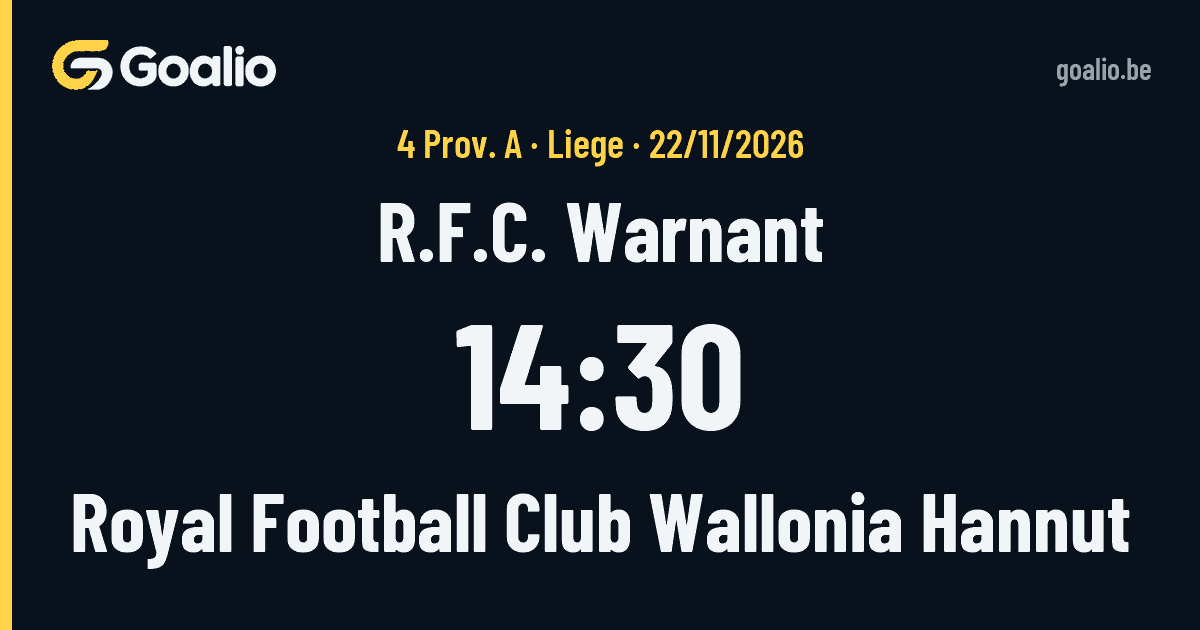 Goalio
goalio.be
4 Prov. A · Liege · 22/11/2026
R.F.C. Warnant
14:30
Royal Football Club Wallonia Hannut